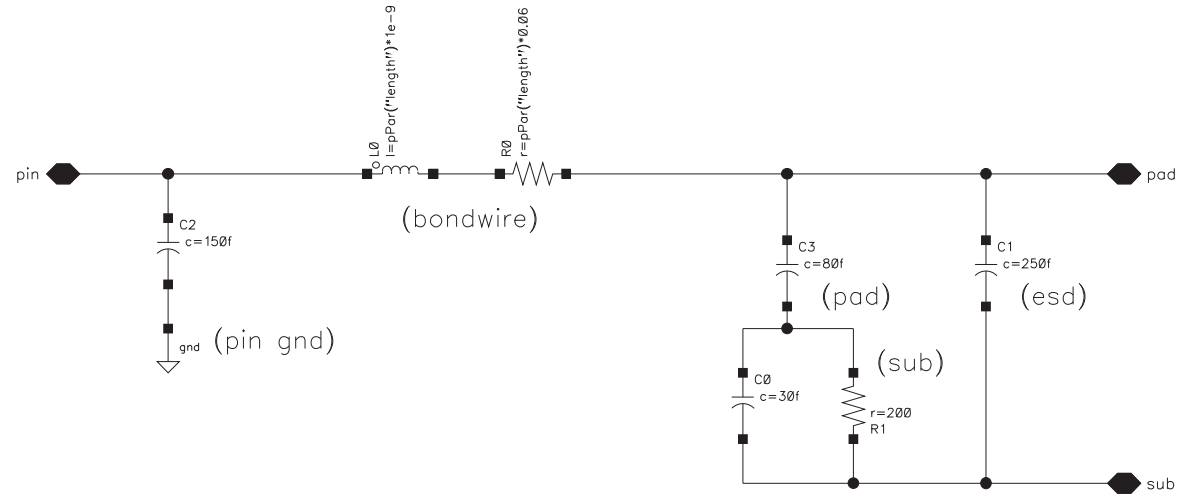 l=pPar("length")*1e-9
L0
r=pPar("length")*0.06
R0
pin
pad
(bondwire)
C2
c=150f
C3
c=80f
(pad)
C1
c=250f
(esd)
gnd
(pin gnd)
(sub)
C0
c=30f
r=200
R1
sub